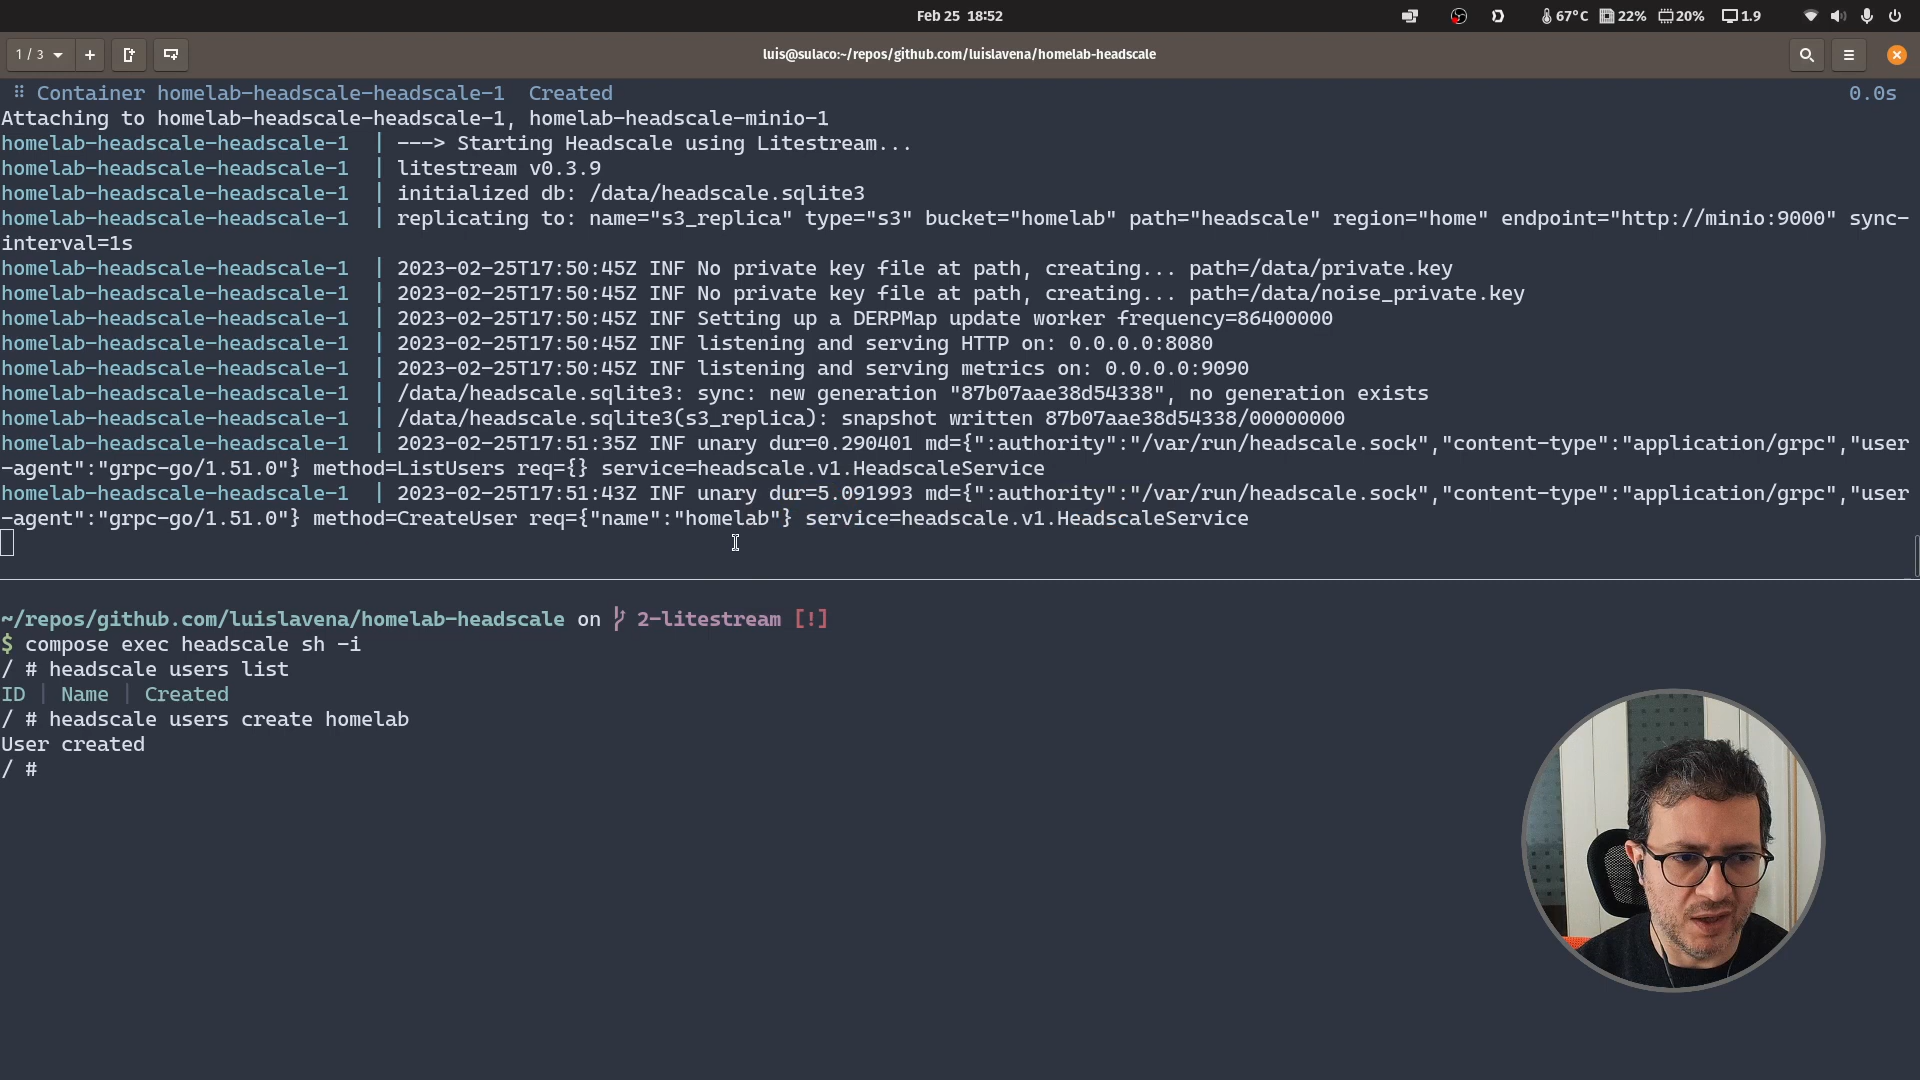 Feb 25 18:52
67°C 22% 20% 1.9
1 / 3
luis@sulaco:~/repos/github.com/luislavena/homelab-headscale
⠿ Container homelab-headscale-headscale-1  Created 0.0s
Attaching to homelab-headscale-headscale-1, homelab-headscale-minio-1
homelab-headscale-headscale-1  | ---> Starting Headscale using Litestream...
homelab-headscale-headscale-1  | litestream v0.3.9
homelab-headscale-headscale-1  | initialized db: /data/headscale.sqlite3
homelab-headscale-headscale-1  | replicating to: name="s3_replica" type="s3" bucket="homelab" path="headscale" region="home" endpoint="http://minio:9000" sync-
interval=1s
homelab-headscale-headscale-1  | 2023-02-25T17:50:45Z INF No private key file at path, creating... path=/data/private.key
homelab-headscale-headscale-1  | 2023-02-25T17:50:45Z INF No private key file at path, creating... path=/data/noise_private.key
homelab-headscale-headscale-1  | 2023-02-25T17:50:45Z INF Setting up a DERPMap update worker frequency=86400000
homelab-headscale-headscale-1  | 2023-02-25T17:50:45Z INF listening and serving HTTP on: 0.0.0.0:8080
homelab-headscale-headscale-1  | 2023-02-25T17:50:45Z INF listening and serving metrics on: 0.0.0.0:9090
homelab-headscale-headscale-1  | /data/headscale.sqlite3: sync: new generation "87b07aae38d54338", no generation exists
homelab-headscale-headscale-1  | /data/headscale.sqlite3(s3_replica): snapshot written 87b07aae38d54338/00000000
homelab-headscale-headscale-1  | 2023-02-25T17:51:35Z INF unary dur=0.290401 md={":authority":"/var/run/headscale.sock","content-type":"application/grpc","user
-agent":"grpc-go/1.51.0"} method=ListUsers req={} service=headscale.v1.HeadscaleService
homelab-headscale-headscale-1  | 2023-02-25T17:51:43Z INF unary dur=5.091993 md={":authority":"/var/run/headscale.sock","content-type":"application/grpc","user
-agent":"grpc-go/1.51.0"} method=CreateUser req={"name":"homelab"} service=headscale.v1.HeadscaleService
~/repos/github.com/luislavena/homelab-headscale on 2-litestream [!]
$ compose exec headscale sh -i
/ # headscale users list
ID | Name | Created
/ # headscale users create homelab
User created
/ #